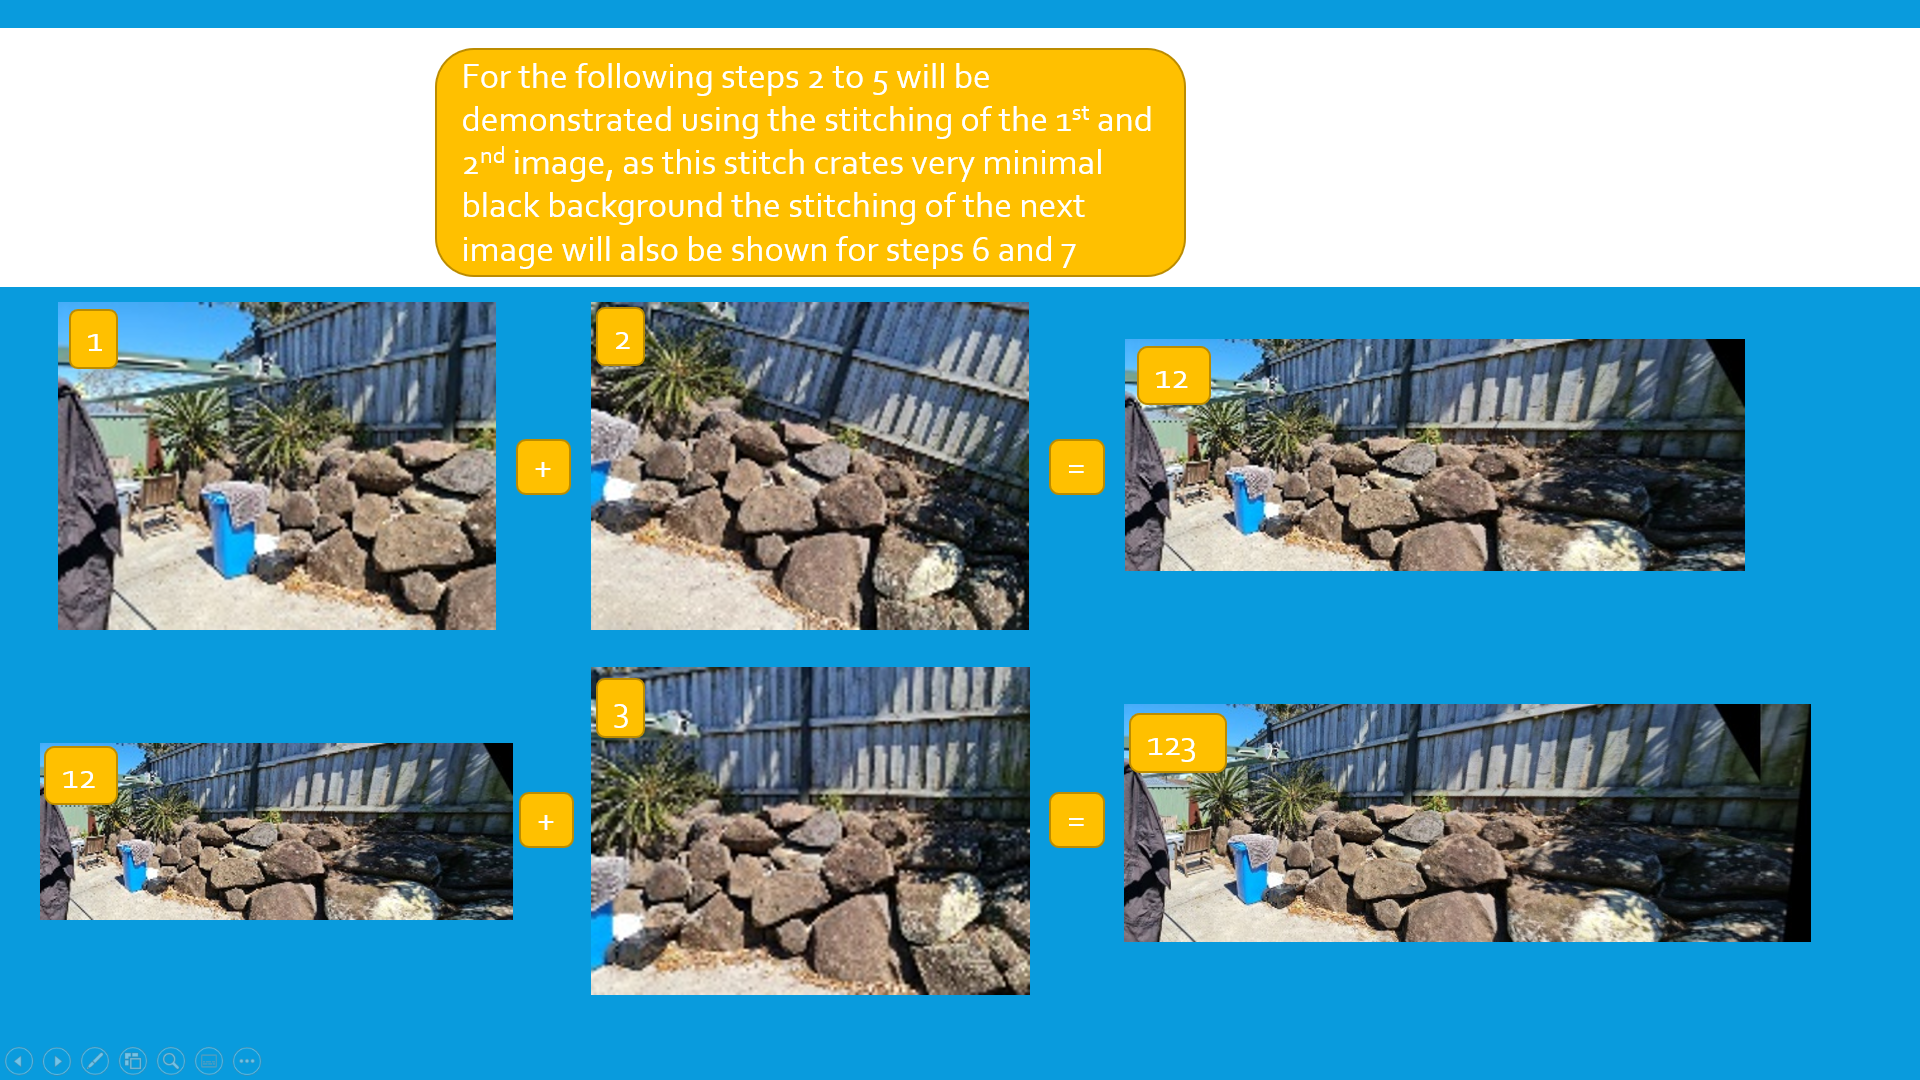 For the following steps 2 to 5 will be
demonstrated using the stitching of the 1st and
2nd image, as this stitch crates very minimal
black background the stitching of the next
image will also be shown for steps 6 and 7
1
+
2
=
12
12
+
3
=
123